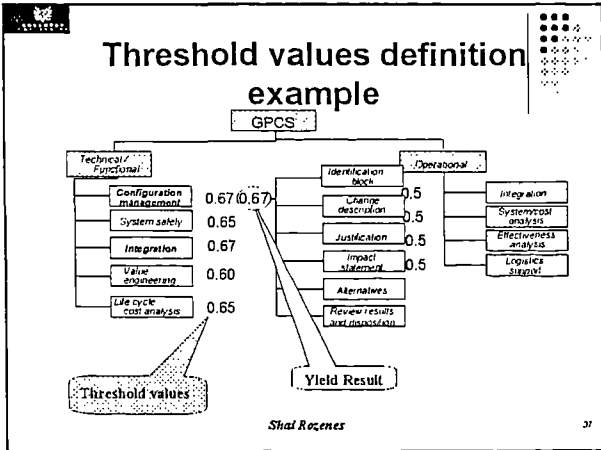 Threshold values definition
example
GPCS
Technical /
Functional
Operational
Configuration
management
0.67
System safety
0.65
Integration
0.67
Value
engineering
0.60
Life cycle
cost analysis
0.65
(0.67)
Identification
block
Change
description
Justification
Impact
statement
Alternatives
Review results
and disposition
0.5
0.5
0.5
0.5
Integration
System/cost
analysis
Effectiveness
analysis
Logistics
support
Threshold values
Yield Result
Shai Rozenes